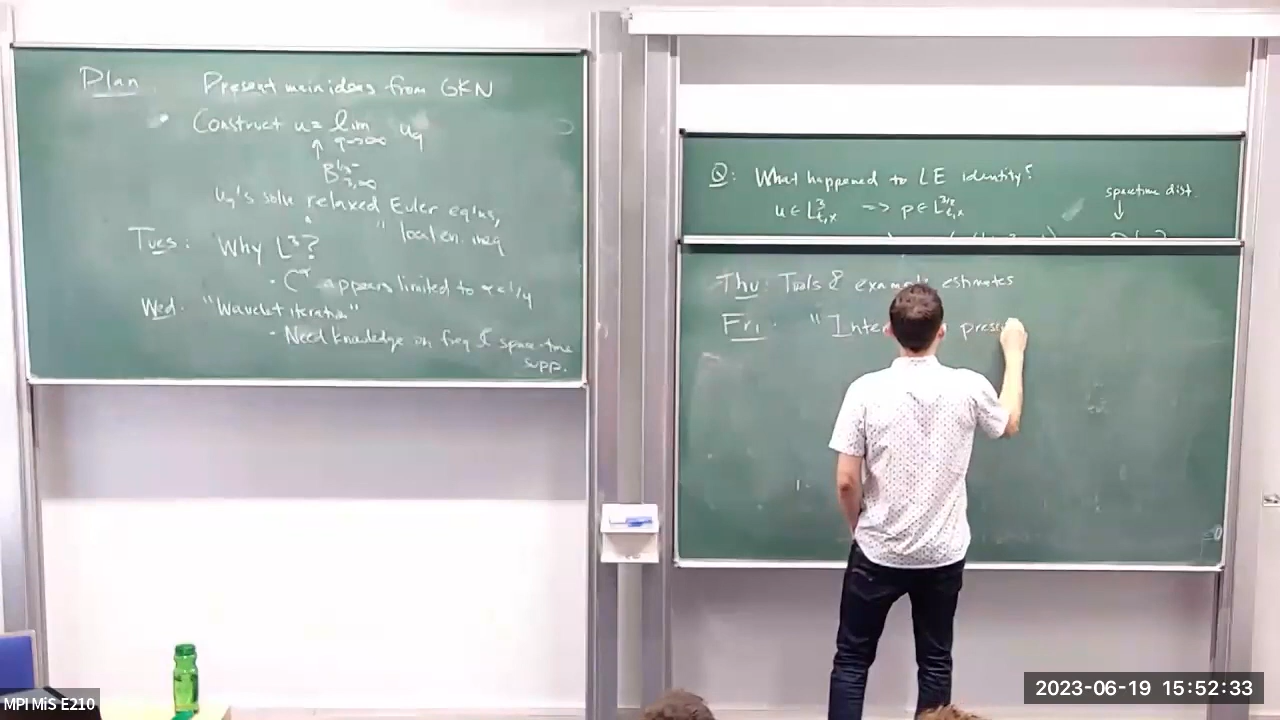 Plan Present main ideas from GKN
• Construct u = lim u_q
q→∞
↑
B^{1/3-}_{3,∞}
u_q's solve relaxed Euler eq'ns,
" local en. ineq
Tues: Why L^3?
• C^α appears limited to α<1/4
Wed. "Wavelet iteration"
- Need knowledge on freq & space-time
supp.
Q: What happened to LE identity?
u ∈ L^3_{t,x} => p ∈ L^{3/2}_{t,x}
spacetime dist.
↓
Thu: Tools & example estimates
Fri. "Inter pres
MPI MiS E210
2023-06-19 15:52:33